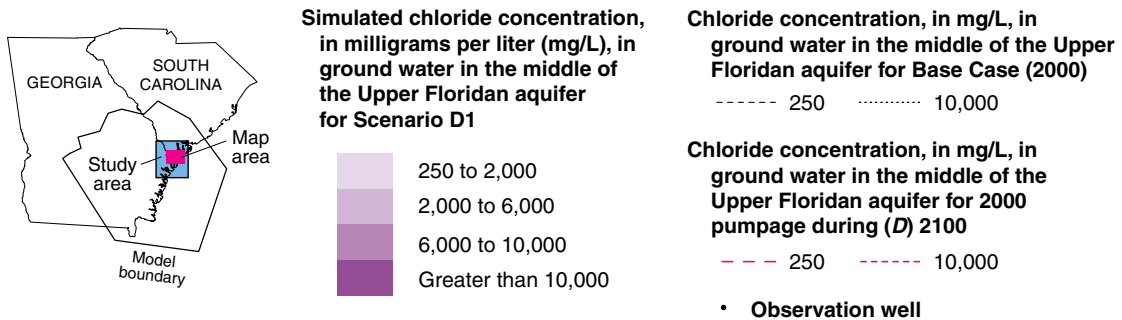 GEORGIA
SOUTH
CAROLINA
Map
area
Study
area
Model
boundary
Simulated chloride concentration,
in milligrams per liter (mg/L), in
ground water in the middle of
the Upper Floridan aquifer
for Scenario D1
250 to 2,000
2,000 to 6,000
6,000 to 10,000
Greater than 10,000
Chloride concentration, in mg/L, in
ground water in the middle of the Upper
Floridan aquifer for Base Case (2000)
250 10,000
Chloride concentration, in mg/L, in
ground water in the middle of the
Upper Floridan aquifer for 2000
pumpage during (D) 2100
250 10,000
Observation well